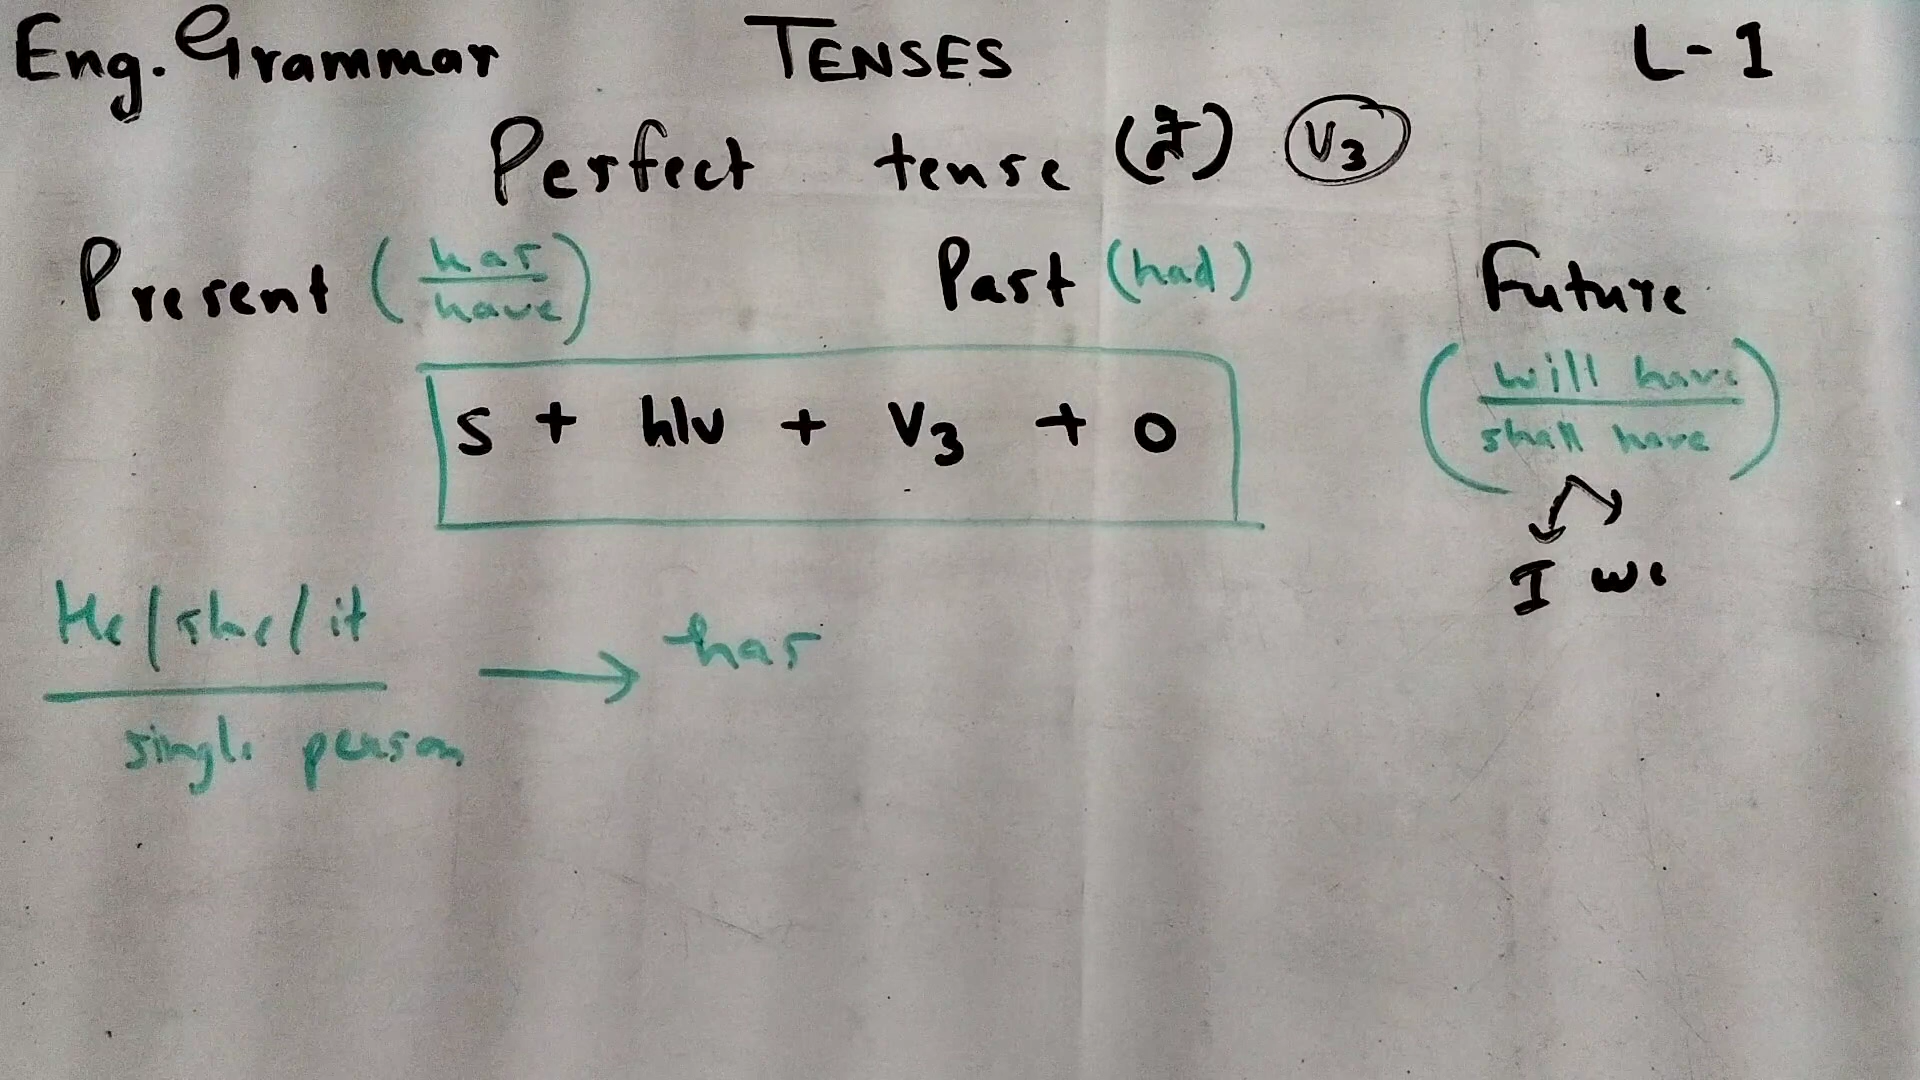 Eng. Grammar TENSES L-1
Perfect tense ( ) V3
Present (has/have) Past (had) Future
(will have/shall have)
S + h/v + V3 + O
I we
He/she/it → has
single person